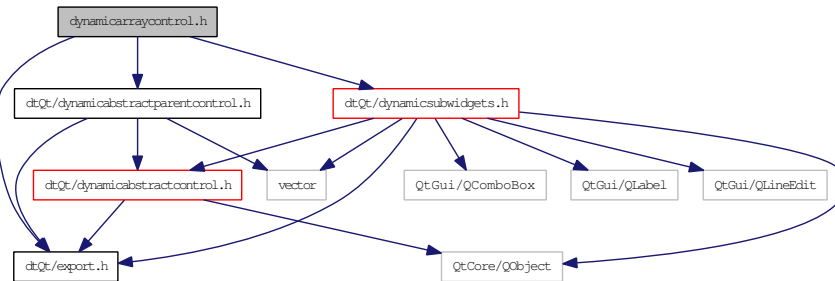 dynamicarraycontrol.h
dtQt/dynamicabstractparentcontrol.h
dtQt/dynamicsubwidgets.h
dtQt/dynamicabstractcontrol.h
vector
QtGui/QComboBox
QtGui/QLabel
QtGui/QLineEdit
dtQt/export.h
QtCore/QObject